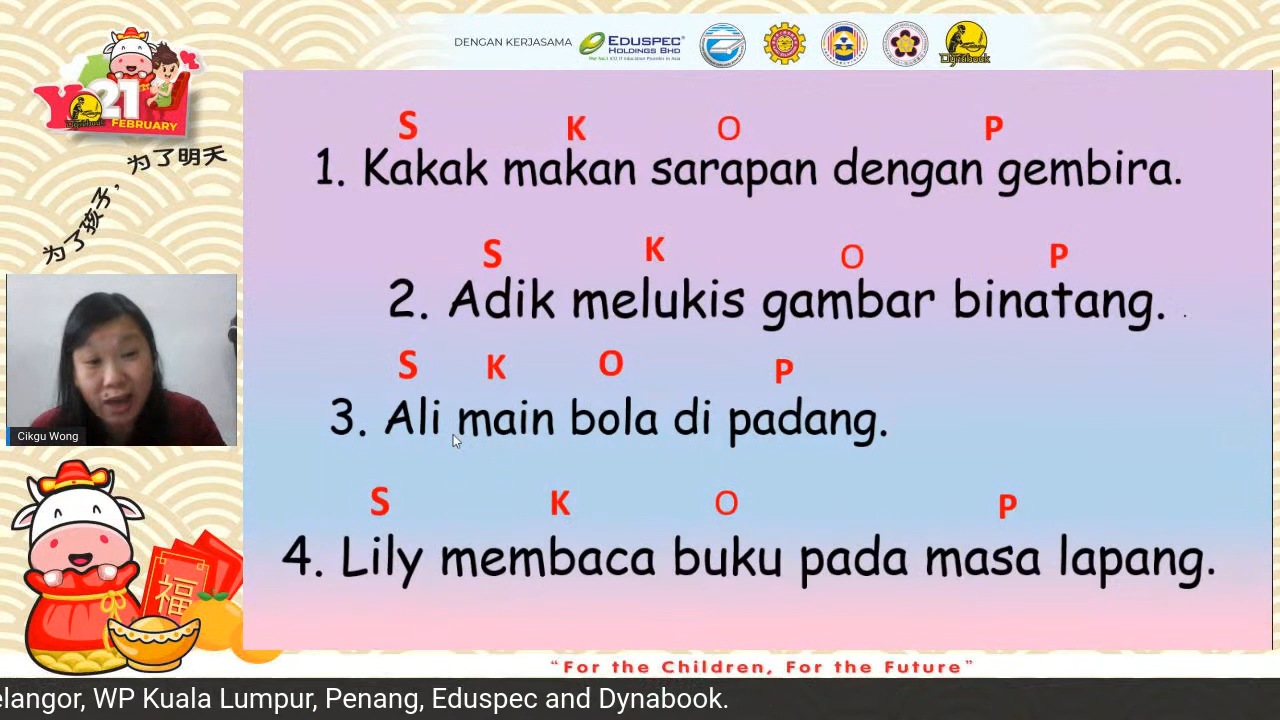 DENGAN KERJASAMA
EDUSPEC
HOLDINGS BHD
Dynabook
21
FEBRUARY
为了明天
为了孩子，
S K O P
1. Kakak makan sarapan dengan gembira.
S K O P
2. Adik melukis gambar binatang. .
S K O P
3. Ali main bola di padang.
S K O P
4. Lily membaca buku pada masa lapang.
Cikgu Wong
福
“For the Children, For the Future”
elangor, WP Kuala Lumpur, Penang, Eduspec and Dynabook.